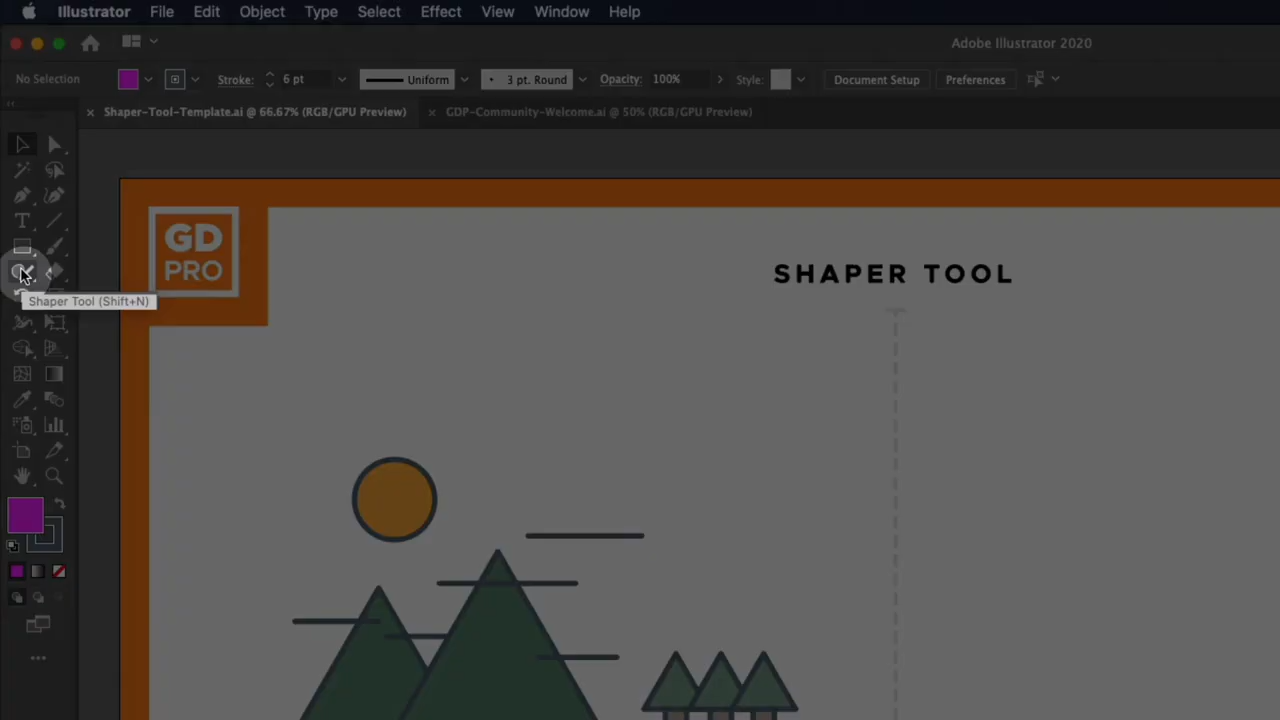 Illustrator File Edit Object Type Select Effect View Window Help
Adobe Illustrator 2020
No Selection Stroke: 6 pt Uniform 3 pt. Round Opacity: 100% Style: Document Setup Preferences
Shaper-Tool-Template.ai @ 66.67% (RGB/GPU Preview) GDP-Community-Welcome.ai @ 50% (RGB/GPU Preview)
GD
PRO
SHAPER TOOL
Shaper Tool (Shift+N)